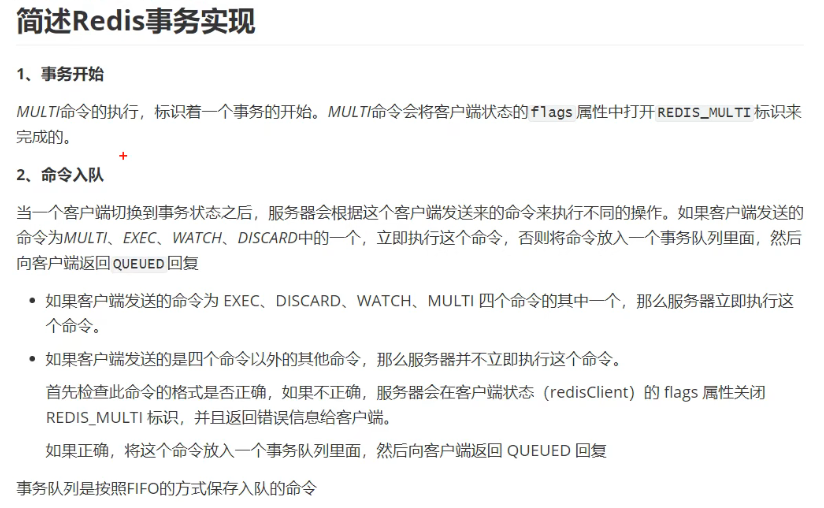 简述Redis事务实现
1、事务开始
MULTI命令的执行，标识着一个事务的开始。MULTI命令会将客户端状态的flags属性中打开REDIS_MULTI标识来
完成的。
2、命令入队
当一个客户端切换到事务状态之后，服务器会根据这个客户端发送来的命令来执行不同的操作。如果客户端发送的
命令为MULTI、EXEC、WATCH、DISCARD中的一个，立即执行这个命令，否则将命令放入一个事务队列里面，然后
向客户端返回QUEUED回复
• 如果客户端发送的命令为 EXEC、DISCARD、WATCH、MULTI 四个命令的其中一个，那么服务器立即执行这
个命令。
• 如果客户端发送的是四个命令以外的其他命令，那么服务器并不立即执行这个命令。
首先检查此命令的格式是否正确，如果不正确，服务器会在客户端状态（redisClient）的 flags 属性关闭
REDIS_MULTI 标识，并且返回错误信息给客户端。
如果正确，将这个命令放入一个事务队列里面，然后向客户端返回 QUEUED 回复
事务队列是按照FIFO的方式保存入队的命令